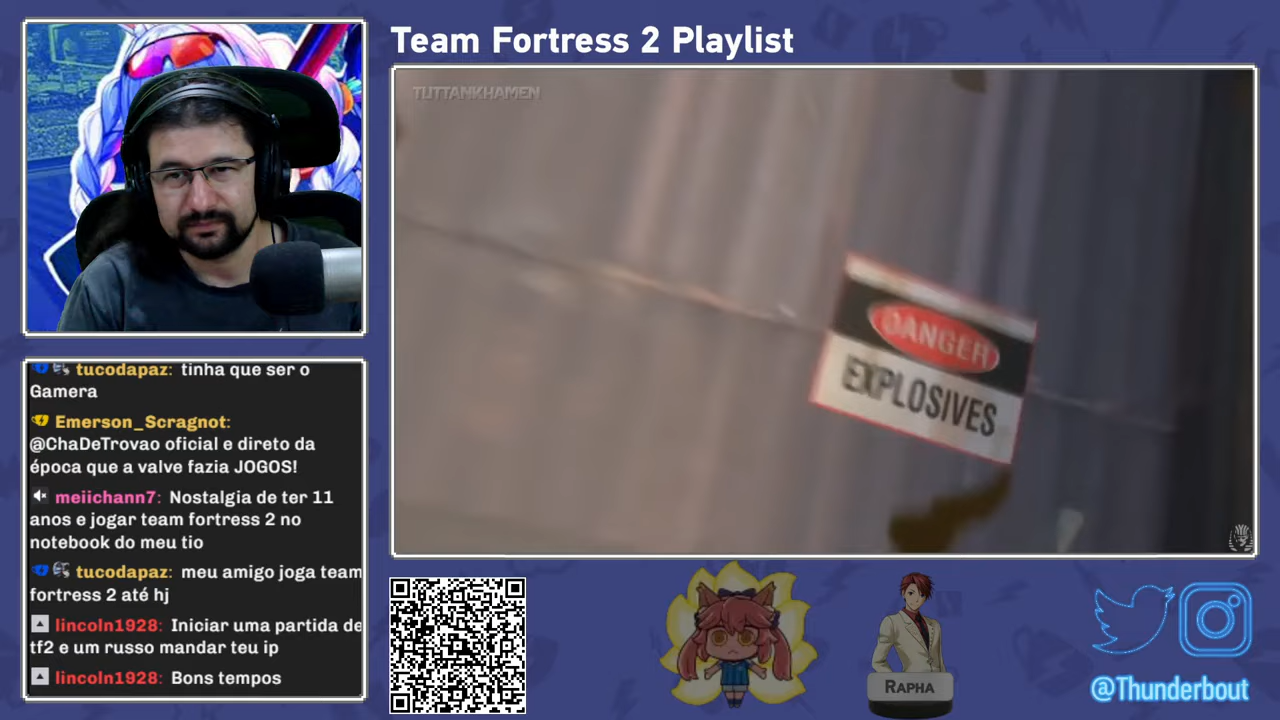 Team Fortress 2 Playlist
TUTTANKHAMEN
DANGER
EXPLOSIVES
tucodapaz: tinha que ser o
Gamera
Emerson_Scragnot:
@ChaDeTrovao oficial e direto da
época que a valve fazia JOGOS!
meiichann7: Nostalgia de ter 11
anos e jogar team fortress 2 no
notebook do meu tio
tucodapaz: meu amigo joga team
fortress 2 até hj
lincoln1928: Iniciar uma partida de
tf2 e um russo mandar teu ip
lincoln1928: Bons tempos
RAPHA
@Thunderbout